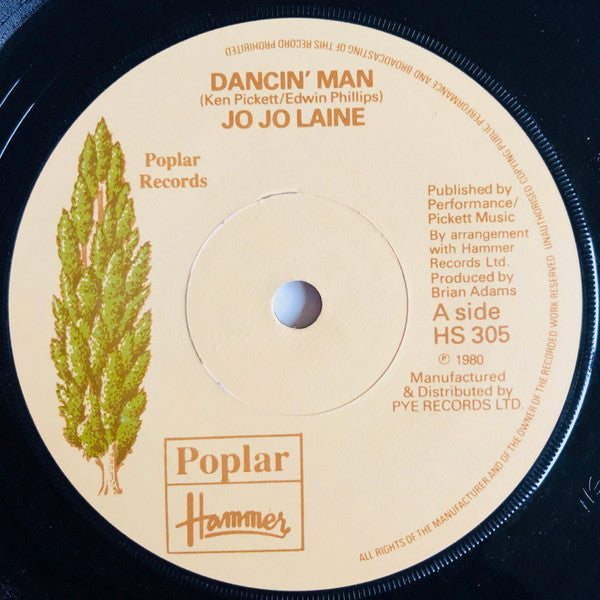 DANCIN' MAN
(Ken Pickett/Edwin Phillips)
JO JO LAINE
Poplar
Records
Published by
Performance/
Pickett Music
By arrangement
with Hammer
Records Ltd.
Produced by
Brian Adams
A side
HS 305
℗ 1980
Manufactured
& Distributed by
PYE RECORDS LTD.
Poplar
Hammer
ALL RIGHTS OF THE MANUFACTURER AND OF THE OWNER OF THE RECORDED WORK RESERVED UNAUTHORISED COPYING PUBLIC PERFORMANCE AND BROADCASTING OF THIS RECORD PROHIBITED